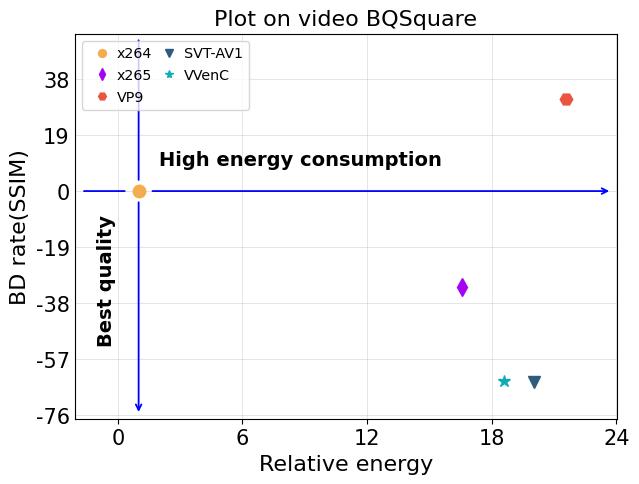 Plot on video BQSquare
x264
SVT-AV1
x265
VVenC
VP9
High energy consumption
Best quality
BD rate(SSIM)
38
19
0
-19
-38
-57
-76
0
6
12
18
24
Relative energy